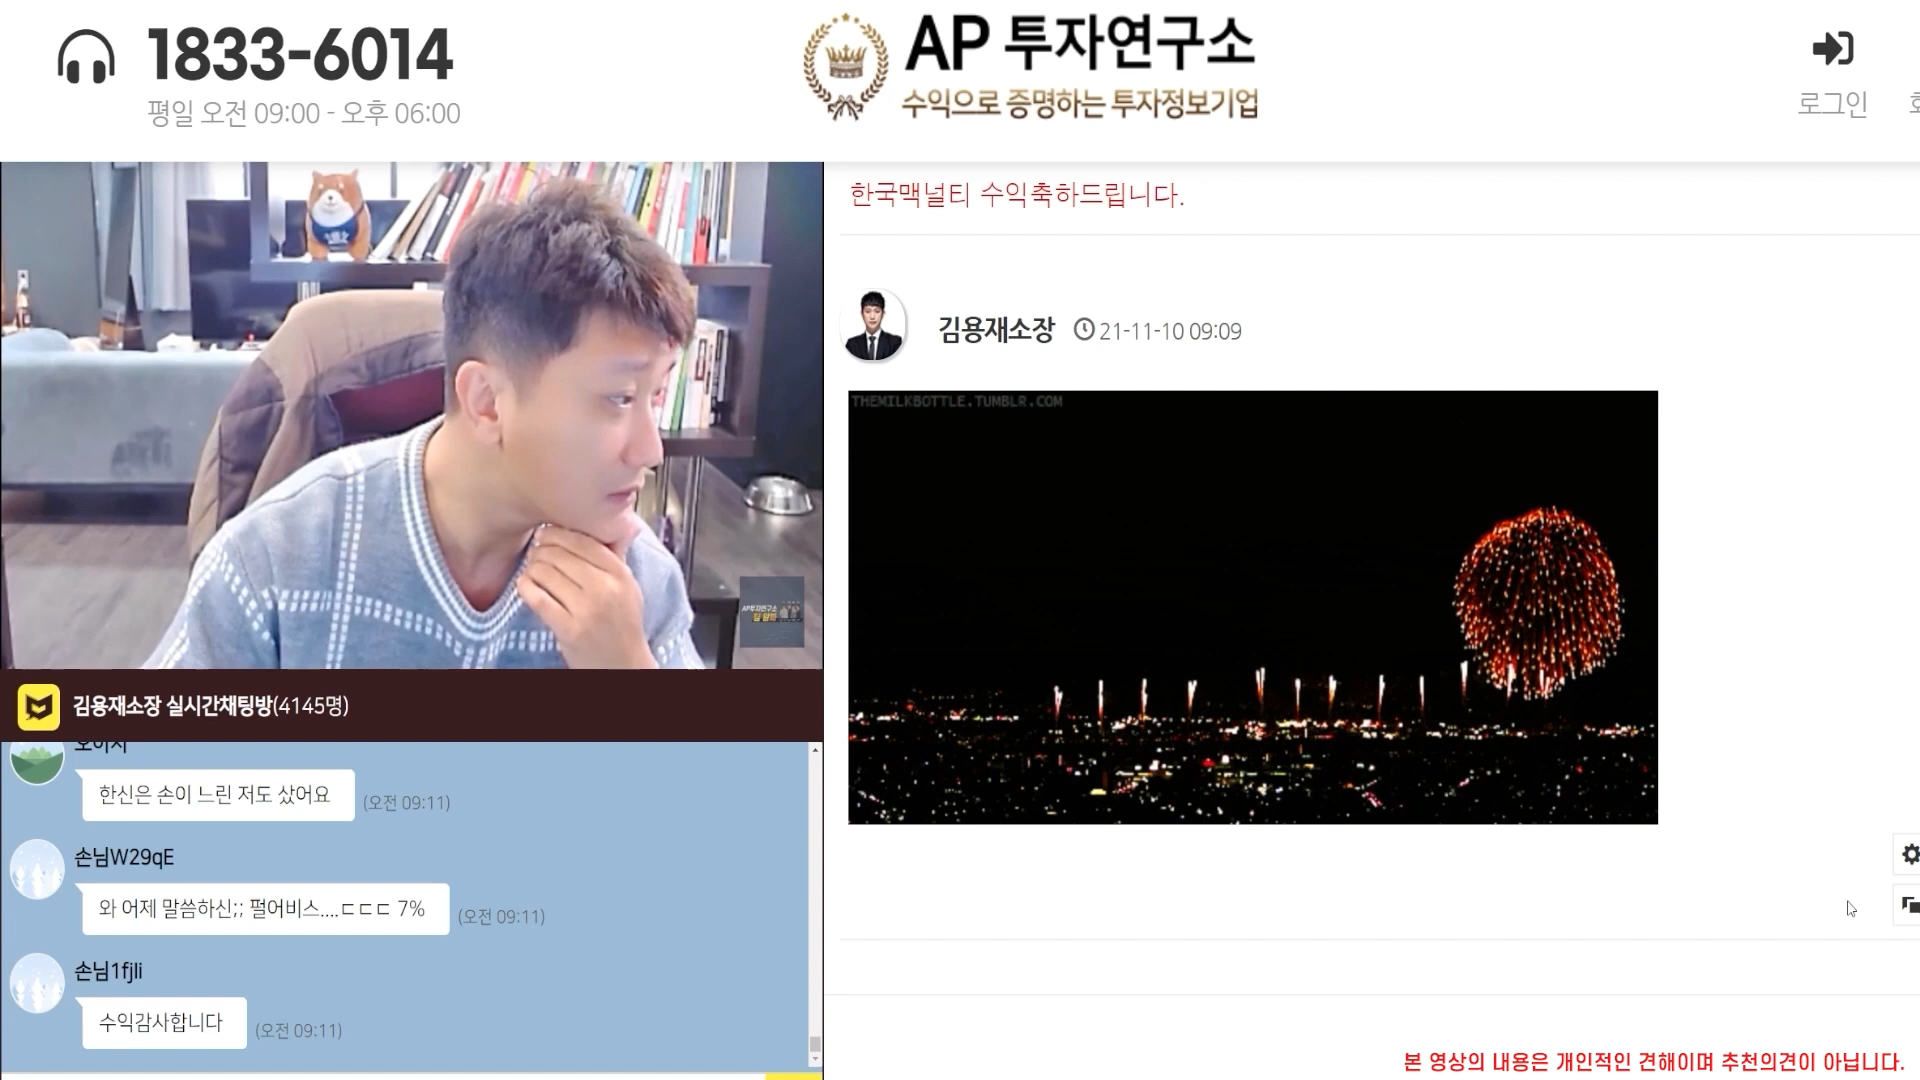 1833-6014
평일 오전 09:00 - 오후 06:00
AP 투자연구소
수익으로 증명하는 투자정보기업
로그인
한국맥널티 수익축하드립니다.
김용재소장 21-11-10 09:09
THEMILKBOTTLE.TUMBLR.COM
AP투자연구소
김용재소장 실시간채팅방(4145명)
한신은 손이 느린 저도 샀어요 (오전 09:11)
손님W29qE
와 어제 말씀하신;; 펄어비스....ㄷㄷㄷ 7% (오전 09:11)
손님1fjli
수익감사합니다 (오전 09:11)
본 영상의 내용은 개인적인 견해이며 추천의견이 아닙니다.